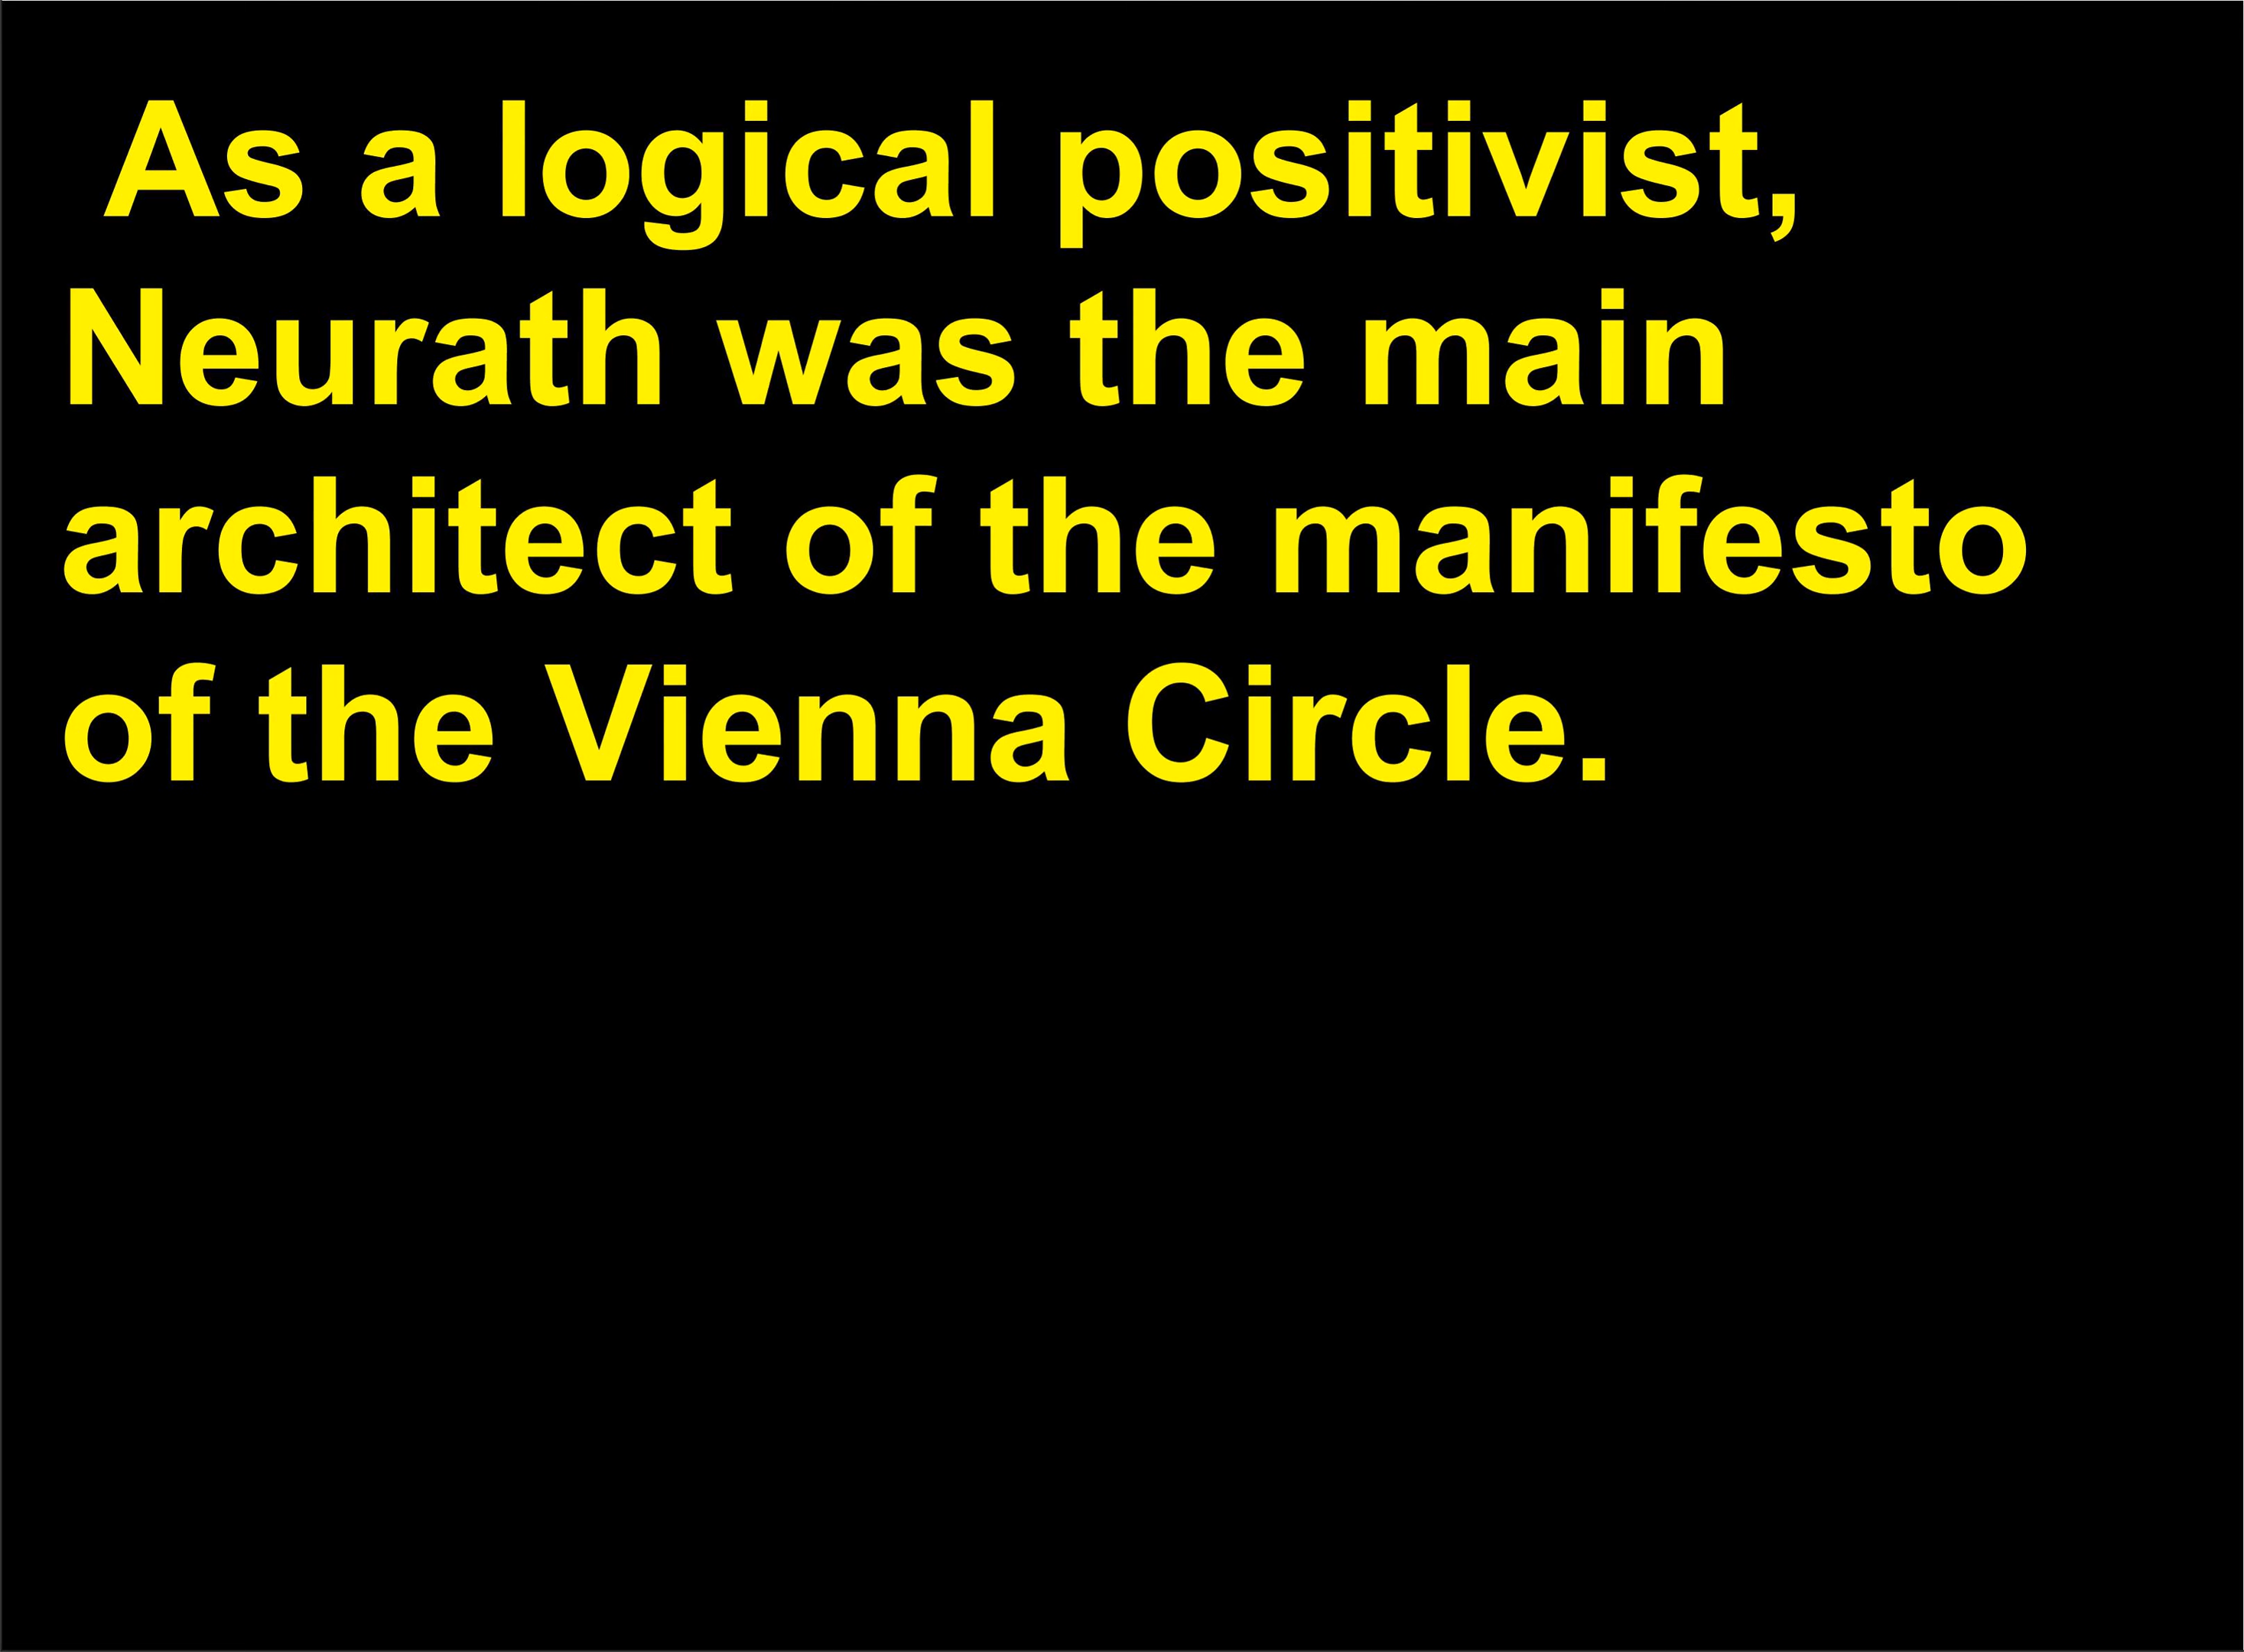 As a logical positivist,
Neurath was the main
architect of the manifesto
of the Vienna Circle.